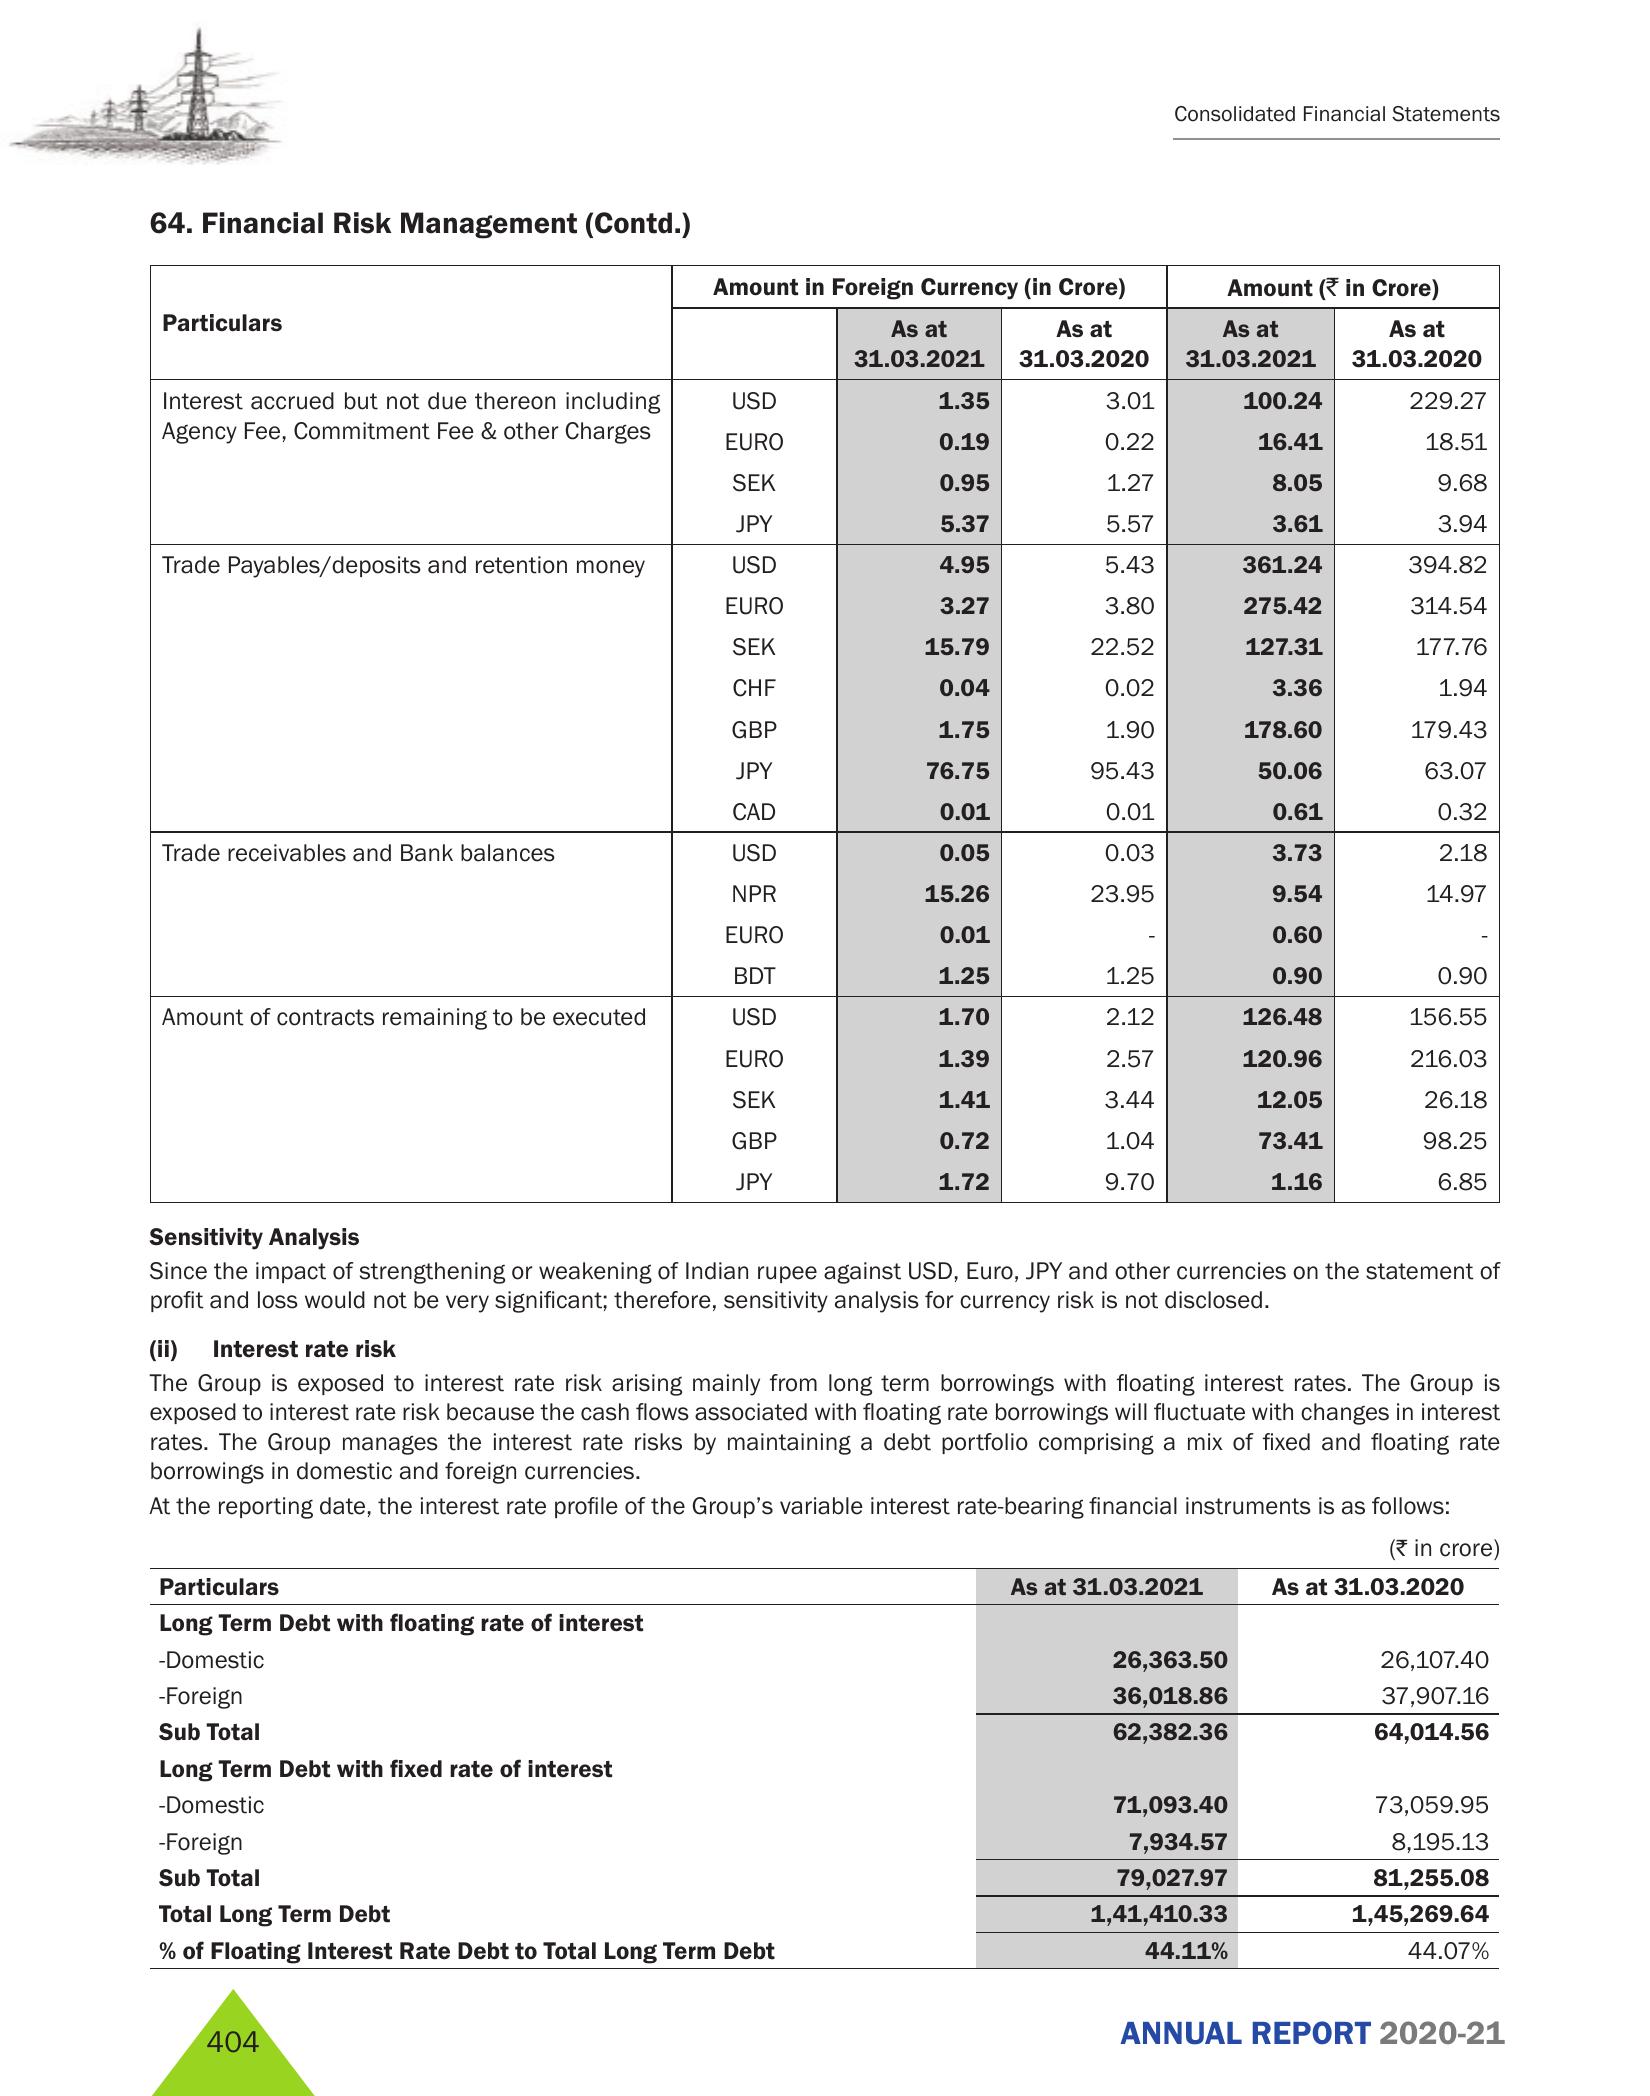 Consolidated Financial Statements
64. Financial Risk Management (Contd.)
Particulars Amount in Foreign Currency (in Crore) Amount (₹ in Crore)
As at 31.03.2021 As at 31.03.2020 As at 31.03.2021 As at 31.03.2020
Interest accrued but not due thereon including USD 1.35 3.01 100.24 229.27
Agency Fee, Commitment Fee & other Charges EURO 0.19 0.22 16.41 18.51
SEK 0.95 1.27 8.05 9.68
JPY 5.37 5.57 3.61 3.94
Trade Payables/deposits and retention money USD 4.95 5.43 361.24 394.82
EURO 3.27 3.80 275.42 314.54
SEK 15.79 22.52 127.31 177.76
CHF 0.04 0.02 3.36 1.94
GBP 1.75 1.90 178.60 179.43
JPY 76.75 95.43 50.06 63.07
CAD 0.01 0.01 0.61 0.32
Trade receivables and Bank balances USD 0.05 0.03 3.73 2.18
NPR 15.26 23.95 9.54 14.97
EURO 0.01 - 0.60 -
BDT 1.25 1.25 0.90 0.90
Amount of contracts remaining to be executed USD 1.70 2.12 126.48 156.55
EURO 1.39 2.57 120.96 216.03
SEK 1.41 3.44 12.05 26.18
GBP 0.72 1.04 73.41 98.25
JPY 1.72 9.70 1.16 6.85
Sensitivity Analysis
Since the impact of strengthening or weakening of Indian rupee against USD, Euro, JPY and other currencies on the statement of
profit and loss would not be very significant; therefore, sensitivity analysis for currency risk is not disclosed.
(ii) Interest rate risk
The Group is exposed to interest rate risk arising mainly from long term borrowings with floating interest rates. The Group is
exposed to interest rate risk because the cash flows associated with floating rate borrowings will fluctuate with changes in interest
rates. The Group manages the interest rate risks by maintaining a debt portfolio comprising a mix of fixed and floating rate
borrowings in domestic and foreign currencies.
At the reporting date, the interest rate profile of the Group’s variable interest rate-bearing financial instruments is as follows:
(₹ in crore)
Particulars As at 31.03.2021 As at 31.03.2020
Long Term Debt with floating rate of interest
-Domestic 26,363.50 26,107.40
-Foreign 36,018.86 37,907.16
Sub Total 62,382.36 64,014.56
Long Term Debt with fixed rate of interest
-Domestic 71,093.40 73,059.95
-Foreign 7,934.57 8,195.13
Sub Total 79,027.97 81,255.08
Total Long Term Debt 1,41,410.33 1,45,269.64
% of Floating Interest Rate Debt to Total Long Term Debt 44.11% 44.07%
404
ANNUAL REPORT 2020-21